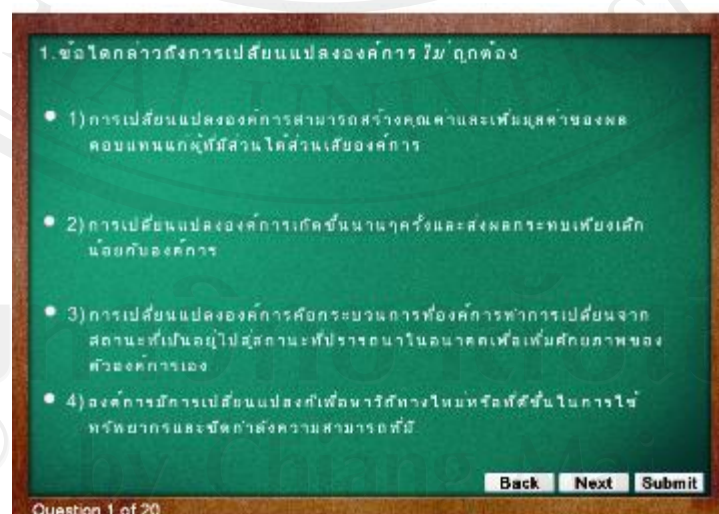 1.ข้อใดกล่าวถึงการเปลี่ยนแปลงองค์การ ไม่ ถูกต้อง
1) การเปลี่ยนแปลงองค์การสามารถสร้างคุณค่าและเพิ่มมูลค่าของผล
ตอบแทนแก่ผู้ที่มีส่วนได้ส่วนเสียองค์การ
2) การเปลี่ยนแปลงองค์การเกิดขึ้นนานๆครั้งและส่งผลกระทบเพียงเล็ก
น้อยกับองค์การ
3) การเปลี่ยนแปลงองค์การคือกระบวนการที่องค์การทำการเปลี่ยนจาก
สถานะที่เป็นอยู่ไปสู่สถานะที่ปรารถนาในอนาคตเพื่อเพิ่มศักยภาพของ
ตัวองค์การเอง
4) องค์การมีการเปลี่ยนแปลงก็เพื่อหาวิถีทางใหม่หรือที่ดีขึ้นในการใช้
ทรัพยากรและขีดกำลังความสามารถที่มี
Back Next Submit
Question 1 of 20